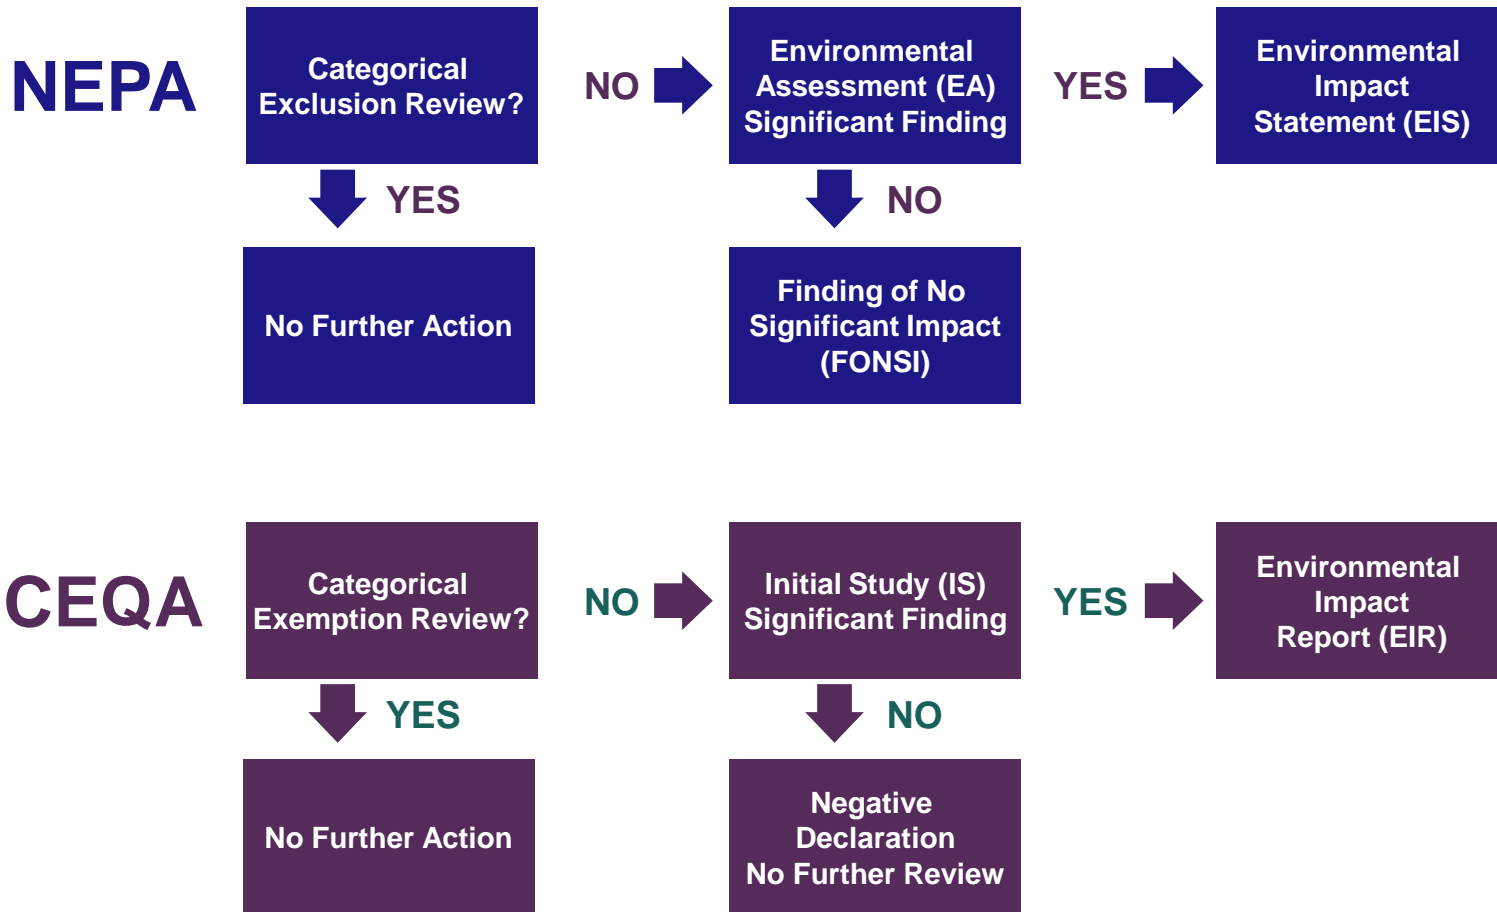 NEPA
Categorical
Exclusion Review?
NO
Environmental
Assessment (EA)
Significant Finding
YES
Environmental
Impact
Statement (EIS)
YES
NO
No Further Action
Finding of No
Significant Impact
(FONSI)
CEQA
Categorical
Exemption Review?
NO
Initial Study (IS)
Significant Finding
YES
Environmental
Impact
Report (EIR)
YES
NO
No Further Action
Negative
Declaration
No Further Review